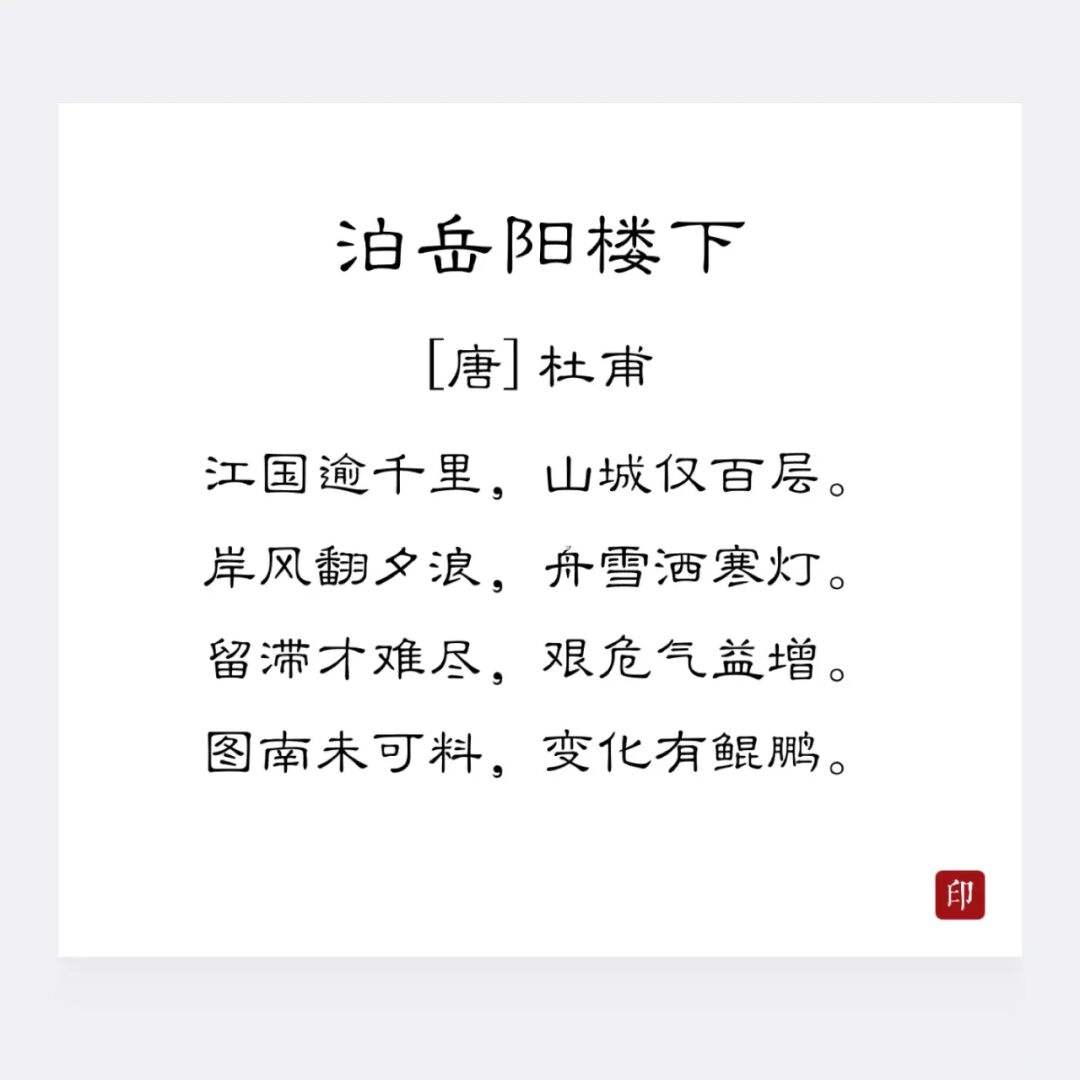 泊岳阳楼下
[唐]杜甫
江国逾千里，山城仅百层。
岸风翻夕浪，舟雪洒寒灯。
留滞才难尽，艰危气益增。
图南未可料，变化有鲲鹏。
印